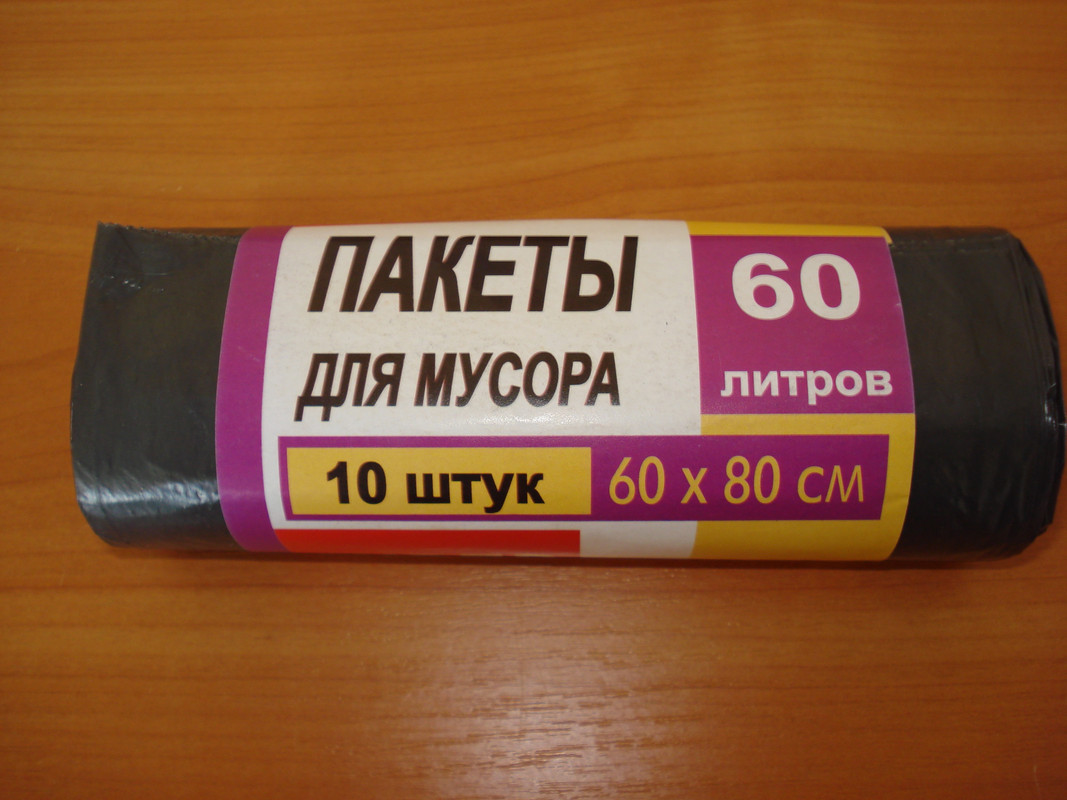 ПАКЕТЫ
ДЛЯ МУСОРА
60
литров
10 штук
60 х 80 см